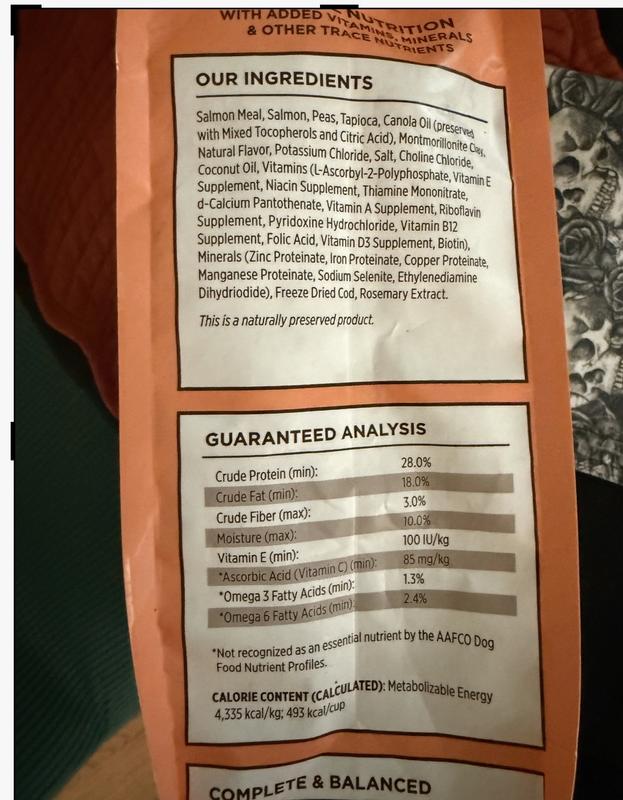 NUTRITION
WITH ADDED VITAMINS, MINERALS
& OTHER TRACE NUTRIENTS
OUR INGREDIENTS
Salmon Meal, Salmon, Peas, Tapioca, Canola Oil (preserved
with Mixed Tocopherols and Citric Acid), Montmorillonite Clay,
Natural Flavor, Potassium Chloride, Salt, Choline Chloride,
Coconut Oil, Vitamins (L-Ascorbyl-2-Polyphosphate, Vitamin E
Supplement, Niacin Supplement, Thiamine Mononitrate,
d-Calcium Pantothenate, Vitamin A Supplement, Riboflavin
Supplement, Pyridoxine Hydrochloride, Vitamin B12
Supplement, Folic Acid, Vitamin D3 Supplement, Biotin),
Minerals (Zinc Proteinate, Iron Proteinate, Copper Proteinate,
Manganese Proteinate, Sodium Selenite, Ethylenediamine
Dihydriodide), Freeze Dried Cod, Rosemary Extract.
This is a naturally preserved product.
GUARANTEED ANALYSIS
Crude Protein (min): 28.0%
Crude Fat (min): 18.0%
Crude Fiber (max): 3.0%
Moisture (max): 10.0%
Vitamin E (min): 100 IU/kg
*Ascorbic Acid (Vitamin C) (min): 85 mg/kg
*Omega 3 Fatty Acids (min): 1.3%
*Omega 6 Fatty Acids (min): 2.4%
*Not recognized as an essential nutrient by the AAFCO Dog
Food Nutrient Profiles.
CALORIE CONTENT (CALCULATED): Metabolizable Energy
4,335 kcal/kg; 493 kcal/cup
COMPLETE & BALANCED